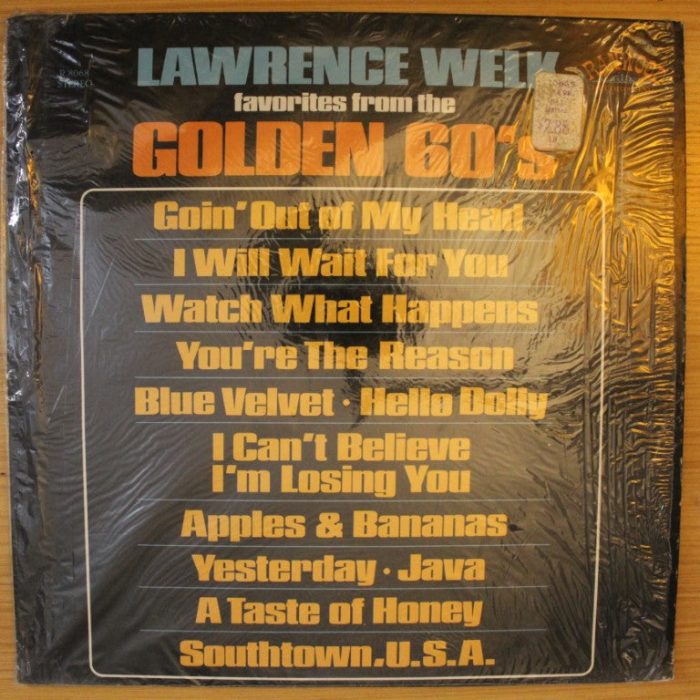 R 8068
STEREO
LAWRENCE WELK
favorites from the
GOLDEN 60's
Goin' Out of My Head
I Will Wait For You
Watch What Happens
You're The Reason
Blue Velvet · Hello Dolly
I Can't Believe
I'm Losing You
Apples & Bananas
Yesterday · Java
A Taste of Honey
Southtown, U.S.A.